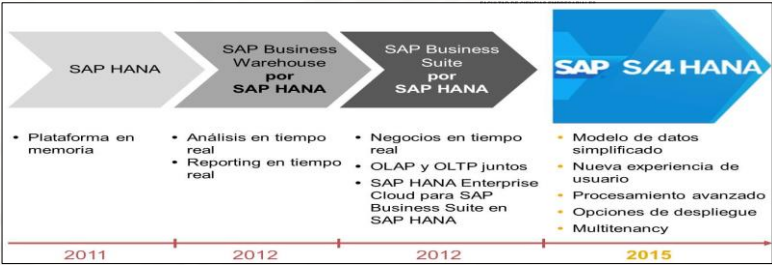 SAP HANA
SAP Business
Warehouse
por
SAP HANA
SAP Business
Suite
por
SAP HANA
SAP S/4 HANA
• Plataforma en
memoria
• Análisis en tiempo
real
• Reporting en tiempo
real
• Negocios en tiempo
real
• OLAP y OLTP juntos
• SAP HANA Enterprise
Cloud para SAP
Business Suite en
SAP HANA
• Modelo de datos
simplificado
• Nueva experiencia de
usuario
• Procesamiento avanzado
• Opciones de despliegue
• Multitenancy
2011
2012
2012
2015